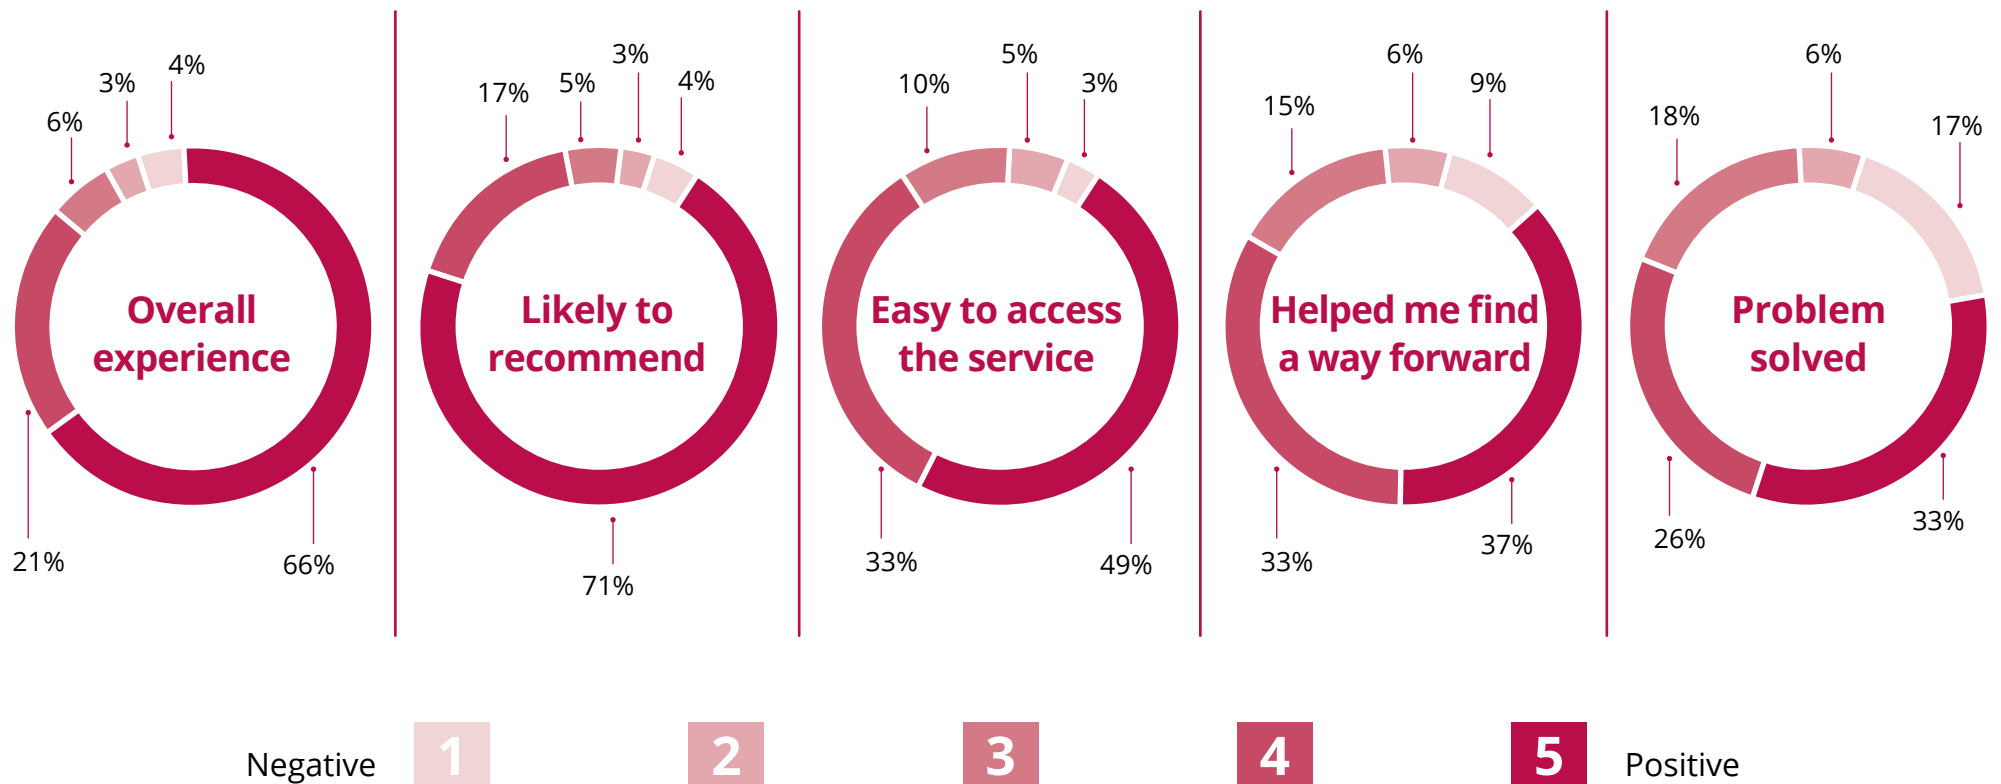 4%
3%
6%
Overall
experience
21%
66%
3%
4%
5%
17%
Likely to
recommend
71%
5%
3%
10%
Easy to access
the service
33%
49%
6%
9%
15%
Helped me find
a way forward
33%
37%
6%
18%
17%
Problem
solved
26%
33%
Negative 1 2 3 4 5 Positive